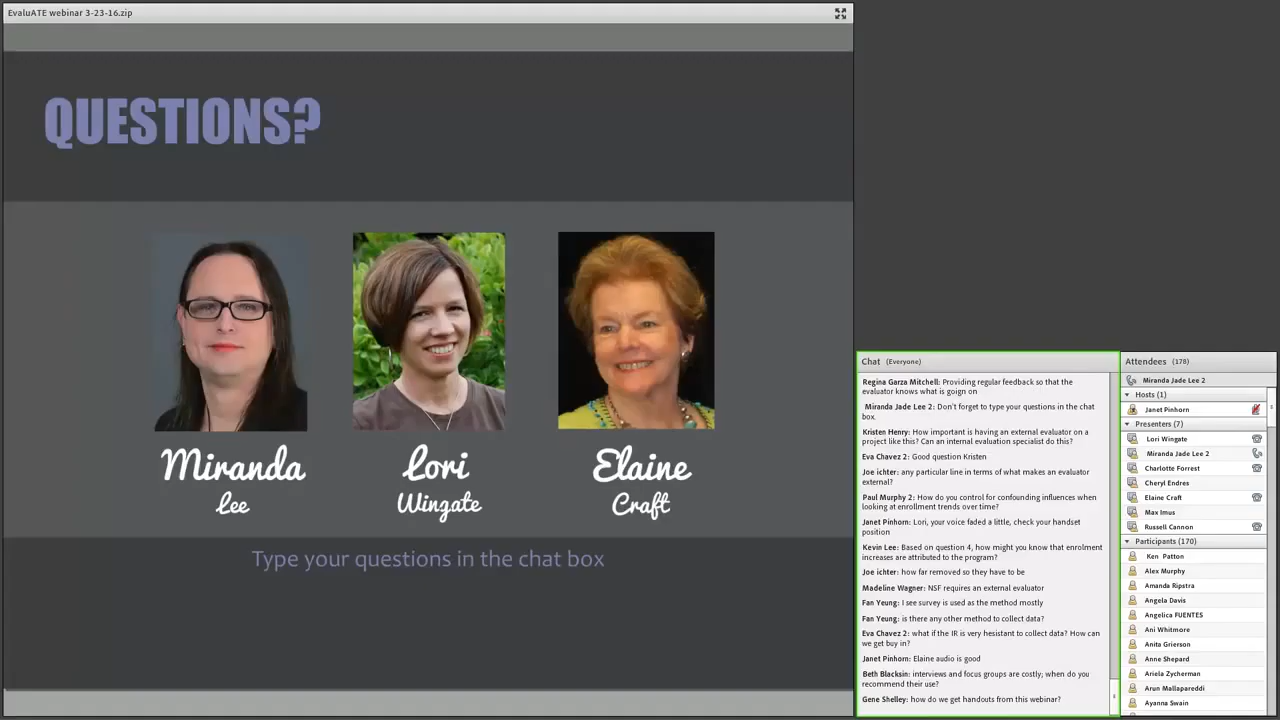 EvaluATE webinar 3-23-16.zip
QUESTIONS?
Miranda
Lee
Lori
Wingate
Elaine
Craft
Type your questions in the chat box
Chat (Everyone)
Regina Garza Mitchell: Providing regular feedback so that the
evaluator knows what is goign on
Miranda Jade Lee 2: Don't forget to type your questions in the chat
box.
Kristen Henry: How important is having an external evaluator on a
project like this? Can an internal evaluation specialist do this?
Eva Chavez 2: Good question Kristen
Joe ichter: any particular line in terms of what makes an evaluator
external?
Paul Murphy 2: How do you control for confounding influences when
looking at enrollment trends over time?
Janet Pinhorn: Lori, your voice faded a little, check your handset
position
Kevin Lee: Based on question 4, how might you know that enrolment
increases are attributed to the program?
Joe ichter: how far removed so they have to be
Madeline Wagner: NSF requires an external evaluator
Fan Yeung: I see survey is used as the method mostly
Fan Yeung: is there any other method to collect data?
Eva Chavez 2: what if the IR is very hesistant to collect data? How can
we get buy in?
Janet Pinhorn: Elaine audio is good
Beth Blacksin: interviews and focus groups are costly; when do you
recommend their use?
Gene Shelley: how do we get handouts from this webinar?
Attendees (178)
Miranda Jade Lee 2
Hosts (1)
Janet Pinhorn
Presenters (7)
Lori Wingate
Miranda Jade Lee 2
Charlotte Forrest
Cheryl Endres
Elaine Craft
Max Imus
Russell Cannon
Participants (170)
Ken Patton
Alex Murphy
Amanda Ripstra
Angela Davis
Angelica FUENTES
Ani Whitmore
Anita Grierson
Anne Shepard
Ariela Zycherman
Arun Mallapareddi
Ayanna Swain